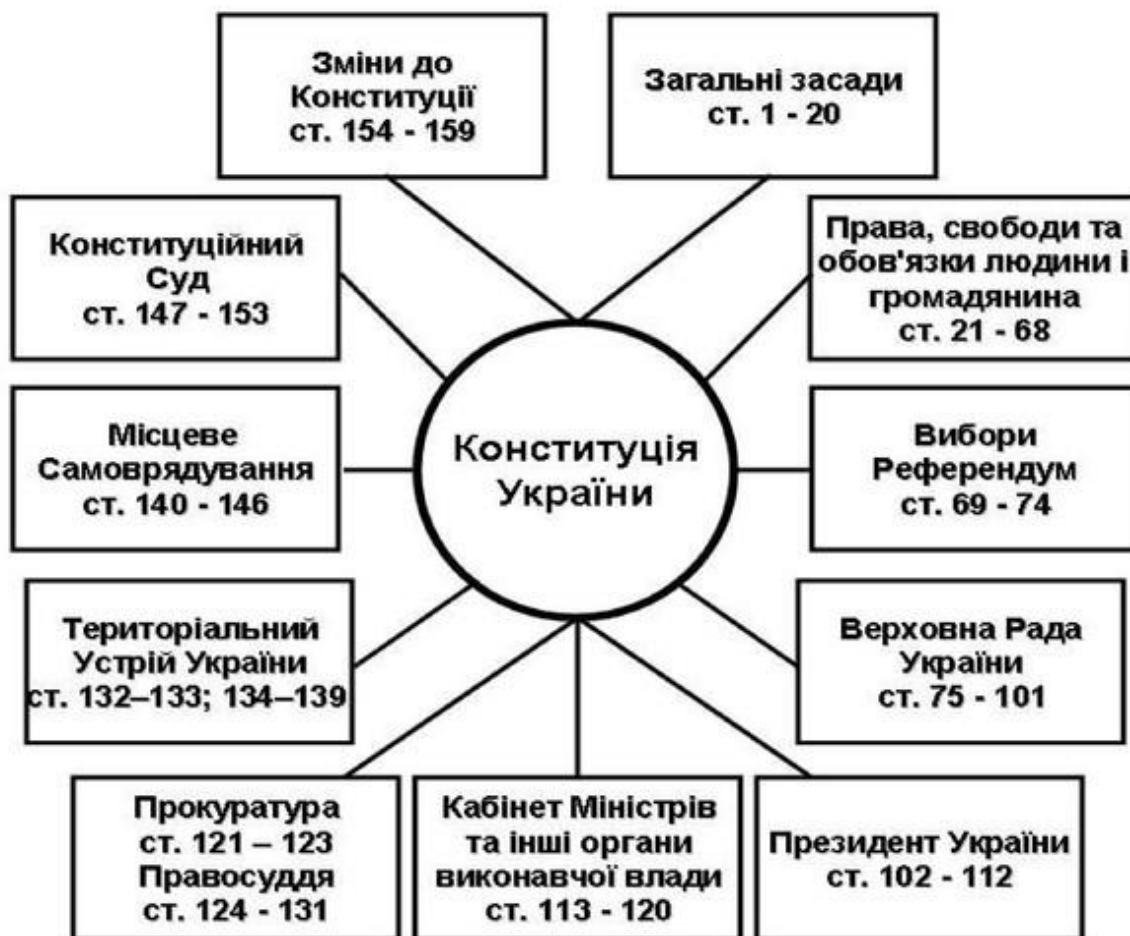 Зміни до
Конституції
ст. 154 - 159
Загальні засади
ст. 1 - 20
Конституційний
Суд
ст. 147 - 153
Права, свободи та
обов'язки людини і
громадянина
ст. 21 - 68
Місцеве
Самоврядування
ст. 140 - 146
Конституція
України
Вибори
Референдум
ст. 69 - 74
Територіальний
Устрій України
ст. 132–133; 134–139
Верховна Рада
України
ст. 75 - 101
Прокуратура
ст. 121 – 123
Правосуддя
ст. 124 - 131
Кабінет Міністрів
та інші органи
виконавчої влади
ст. 113 - 120
Президент України
ст. 102 - 112